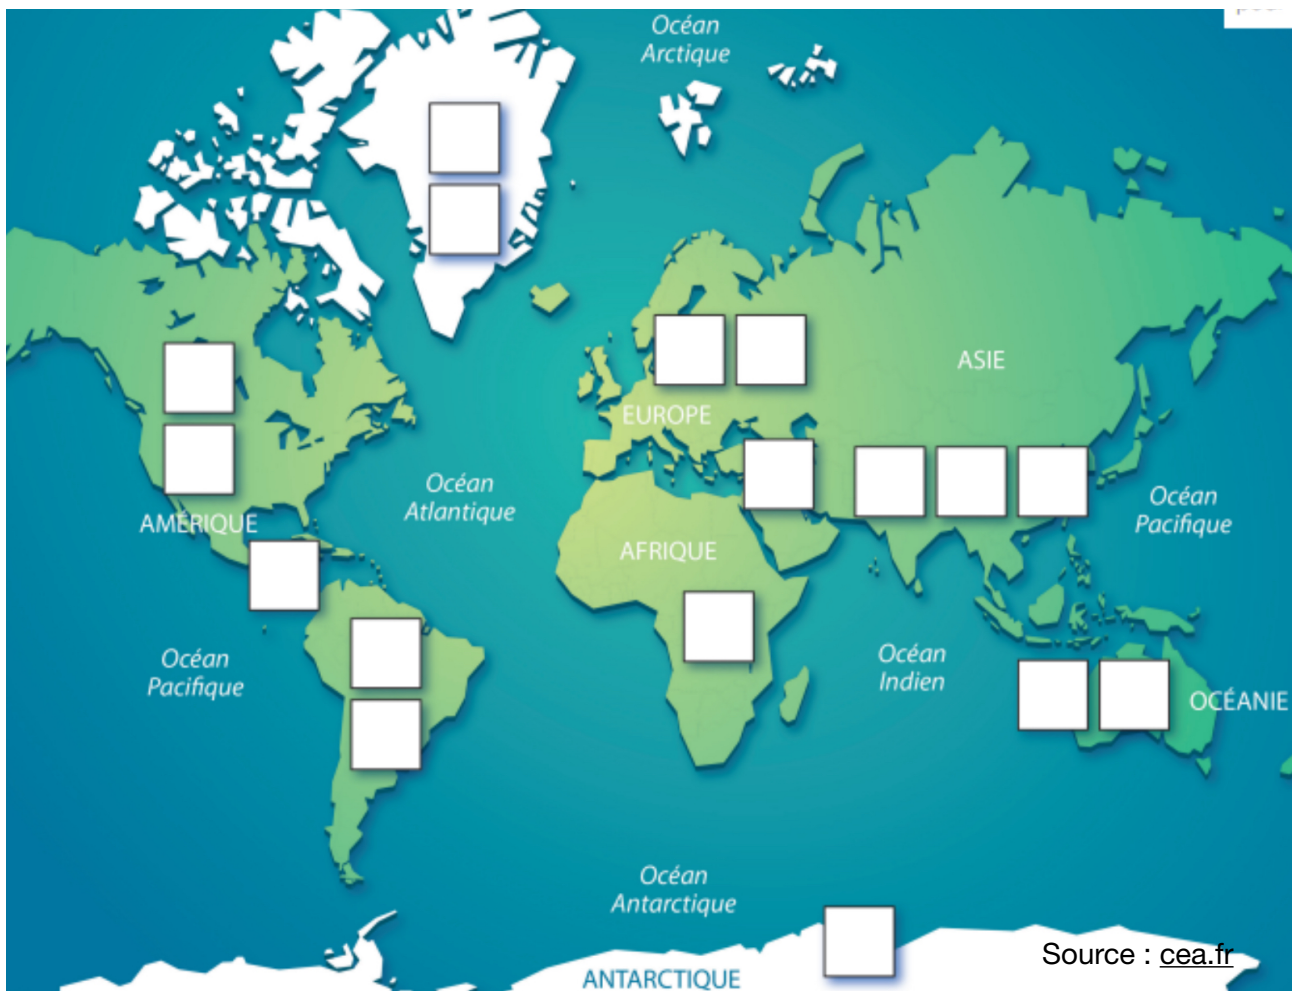 Océan
Arctique
ASIE
EUROPE
Océan
Atlantique
Océan
Pacifique
AMÉRIQUE
AFRIQUE
Océan
Pacifique
Océan
Indien
OCÉANIE
Océan
Antarctique
Source : cea.fr
ANTARCTIQUE